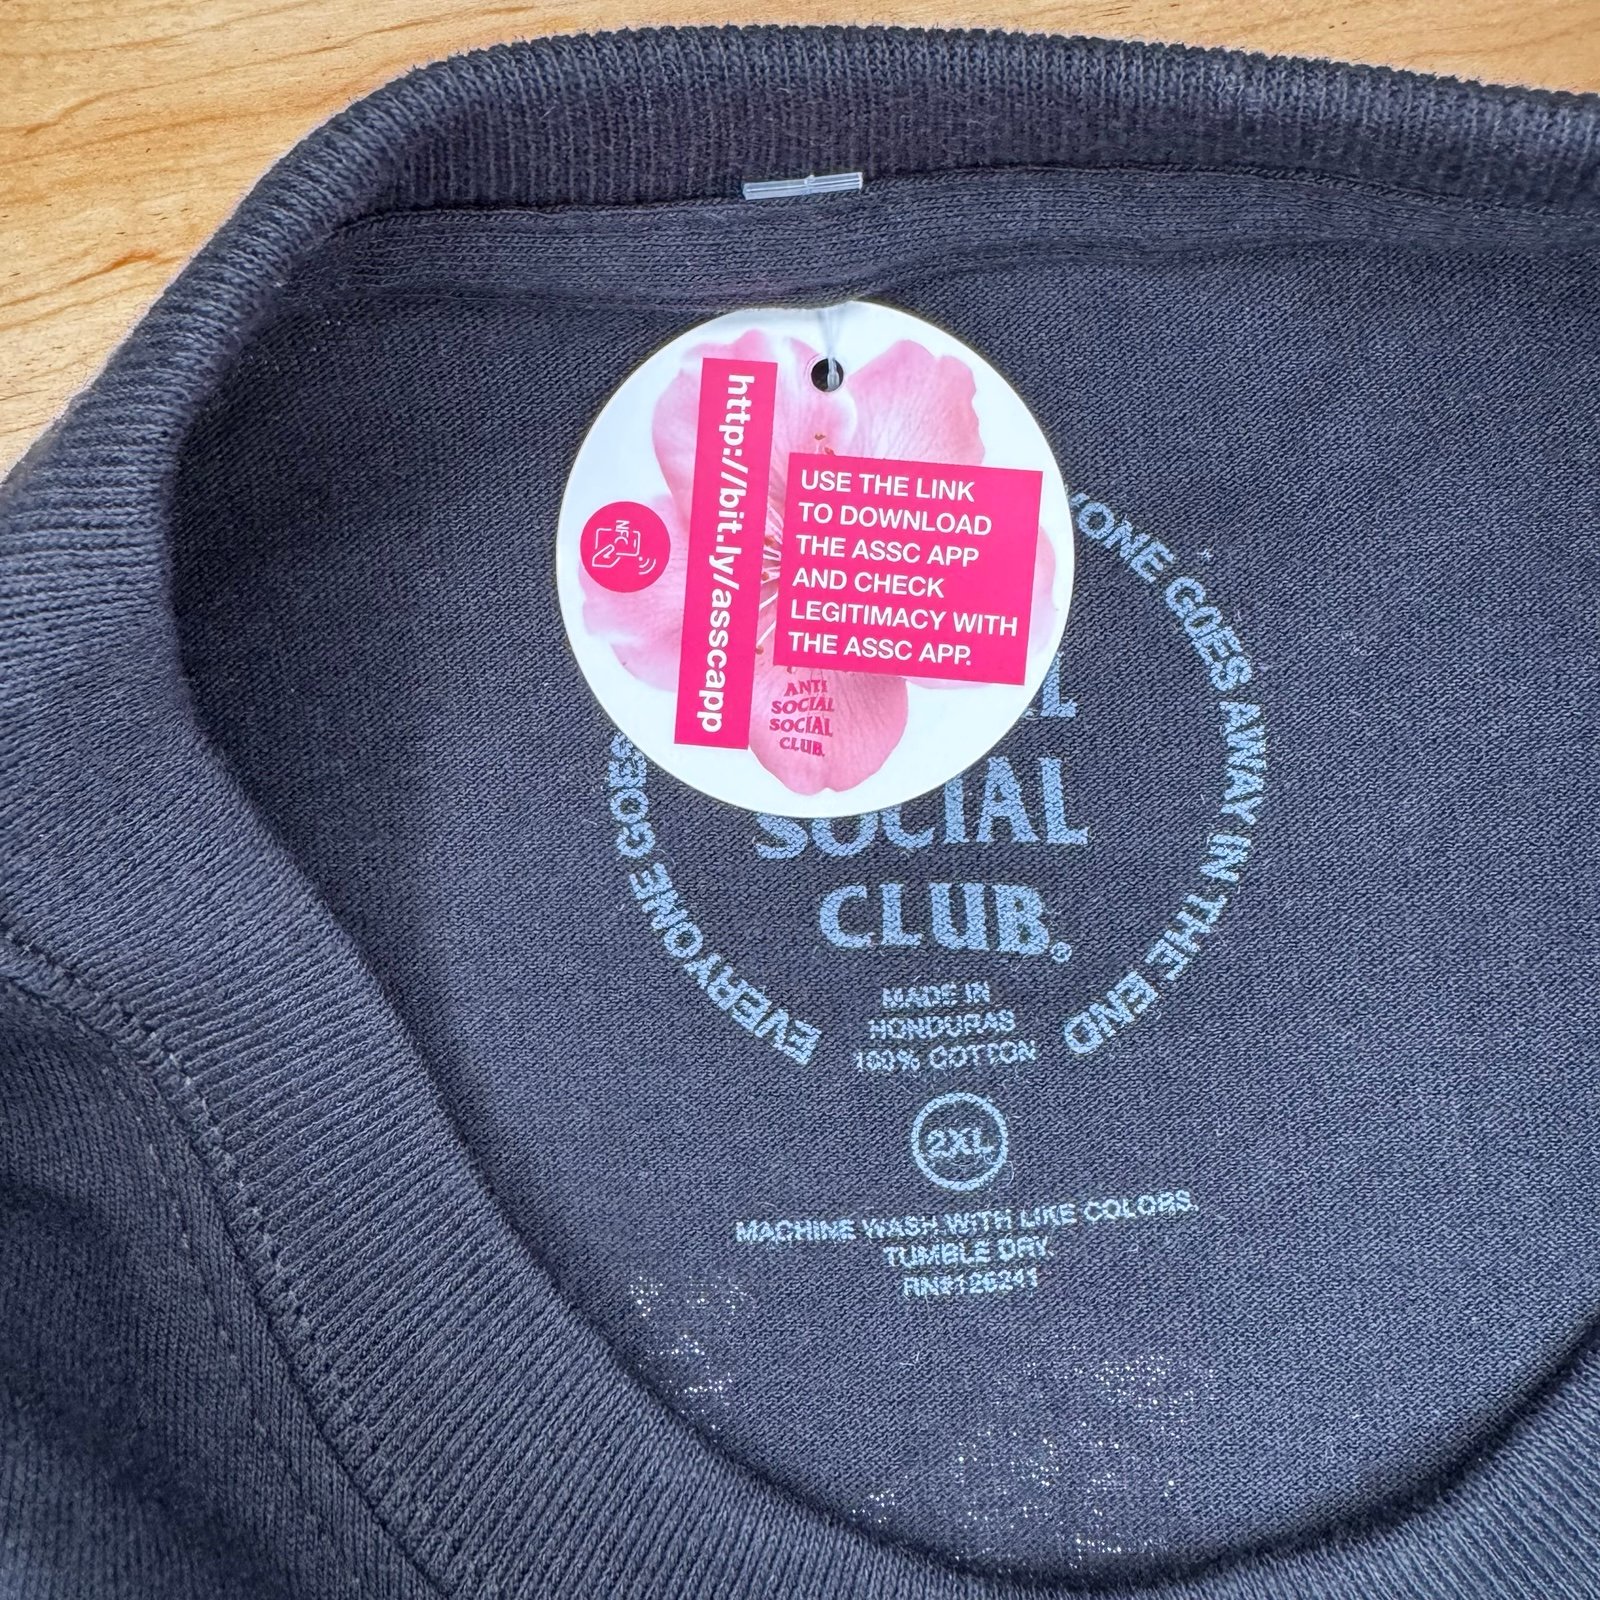 http://bit.ly/asscapp
USE THE LINK
TO DOWNLOAD
THE ASSC APP
AND CHECK
LEGITIMACY WITH
THE ASSC APP.
NFC
ANTI
SOCIAL
SOCIAL
CLUB.
EVERYONE GOES
YONE GOES AWAY IN THE END
SOCIAL
CLUB.®
MADE IN
HONDURAS
100% COTTON
2XL
MACHINE WASH WITH LIKE COLORS.
TUMBLE DRY.
RN#126241